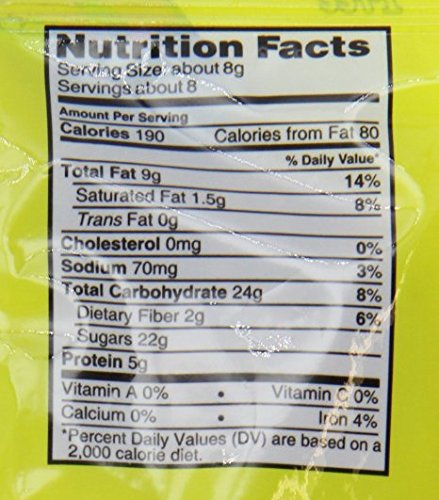 Nutrition Facts
Serving Size: about 8g
Servings about 8
Amount Per Serving
Calories 190 Calories from Fat 80
% Daily Value*
Total Fat 9g 14%
Saturated Fat 1.5g 8%
Trans Fat 0g
Cholesterol 0mg 0%
Sodium 70mg 3%
Total Carbohydrate 24g 8%
Dietary Fiber 2g 6%
Sugars 22g
Protein 5g
Vitamin A 0% • Vitamin C 0%
Calcium 0% • Iron 4%
*Percent Daily Values (DV) are based on a
2,000 calorie diet.